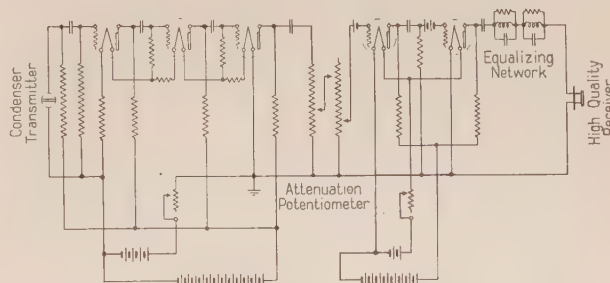 Condenser
Transmitter
Attenuation
Potentiometer
Equalizing
Network
High Quality
Receiver